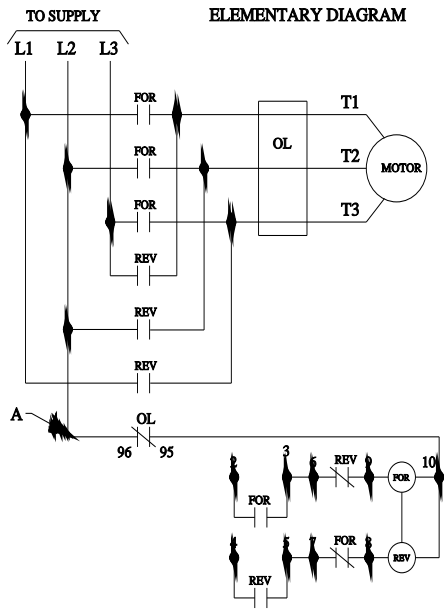 TO SUPPLY ELEMENTARY DIAGRAM
L1 L2 L3
FOR T1
OL
FOR T2
MOTOR
FOR T3
REV
REV
REV
A OL
96 95
2 3 6 REV 9 FOR 10
FOR
4 5 7 FOR 8 REV
REV